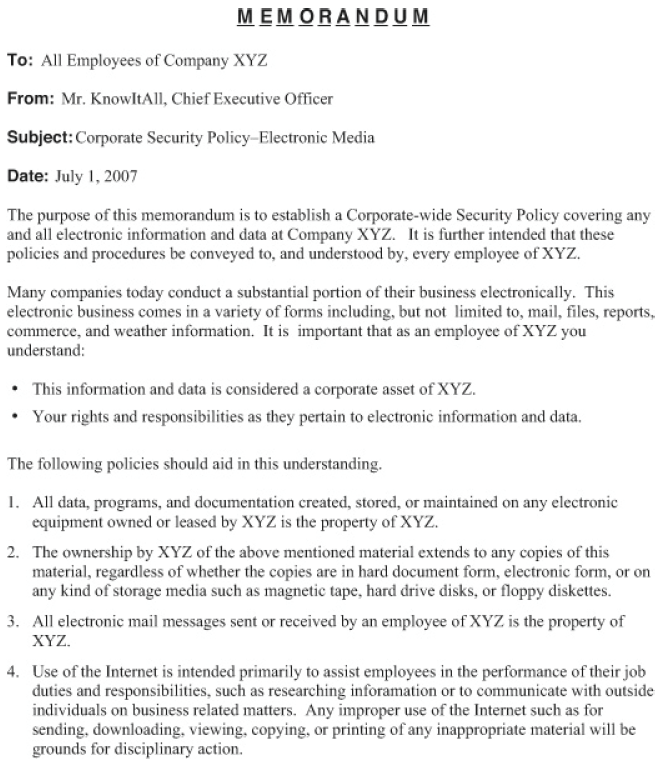 MEMORANDUM
To: All Employees of Company XYZ
From: Mr. KnowItAll, Chief Executive Officer
Subject: Corporate Security Policy–Electronic Media
Date: July 1, 2007
The purpose of this memorandum is to establish a Corporate-wide Security Policy covering any
and all electronic information and data at Company XYZ. It is further intended that these
policies and procedures be conveyed to, and understood by, every employee of XYZ.
Many companies today conduct a substantial portion of their business electronically. This
electronic business comes in a variety of forms including, but not limited to, mail, files, reports,
commerce, and weather information. It is important that as an employee of XYZ you
understand:
• This information and data is considered a corporate asset of XYZ.
• Your rights and responsibilities as they pertain to electronic information and data.
The following policies should aid in this understanding.
1. All data, programs, and documentation created, stored, or maintained on any electronic
equipment owned or leased by XYZ is the property of XYZ.
2. The ownership by XYZ of the above mentioned material extends to any copies of this
material, regardless of whether the copies are in hard document form, electronic form, or on
any kind of storage media such as magnetic tape, hard drive disks, or floppy diskettes.
3. All electronic mail messages sent or received by an employee of XYZ is the property of
XYZ.
4. Use of the Internet is intended primarily to assist employees in the performance of their job
duties and responsibilities, such as researching inforamation or to communicate with outside
individuals on business related matters. Any improper use of the Internet such as for
sending, downloading, viewing, copying, or printing of any inappropriate material will be
grounds for disciplinary action.